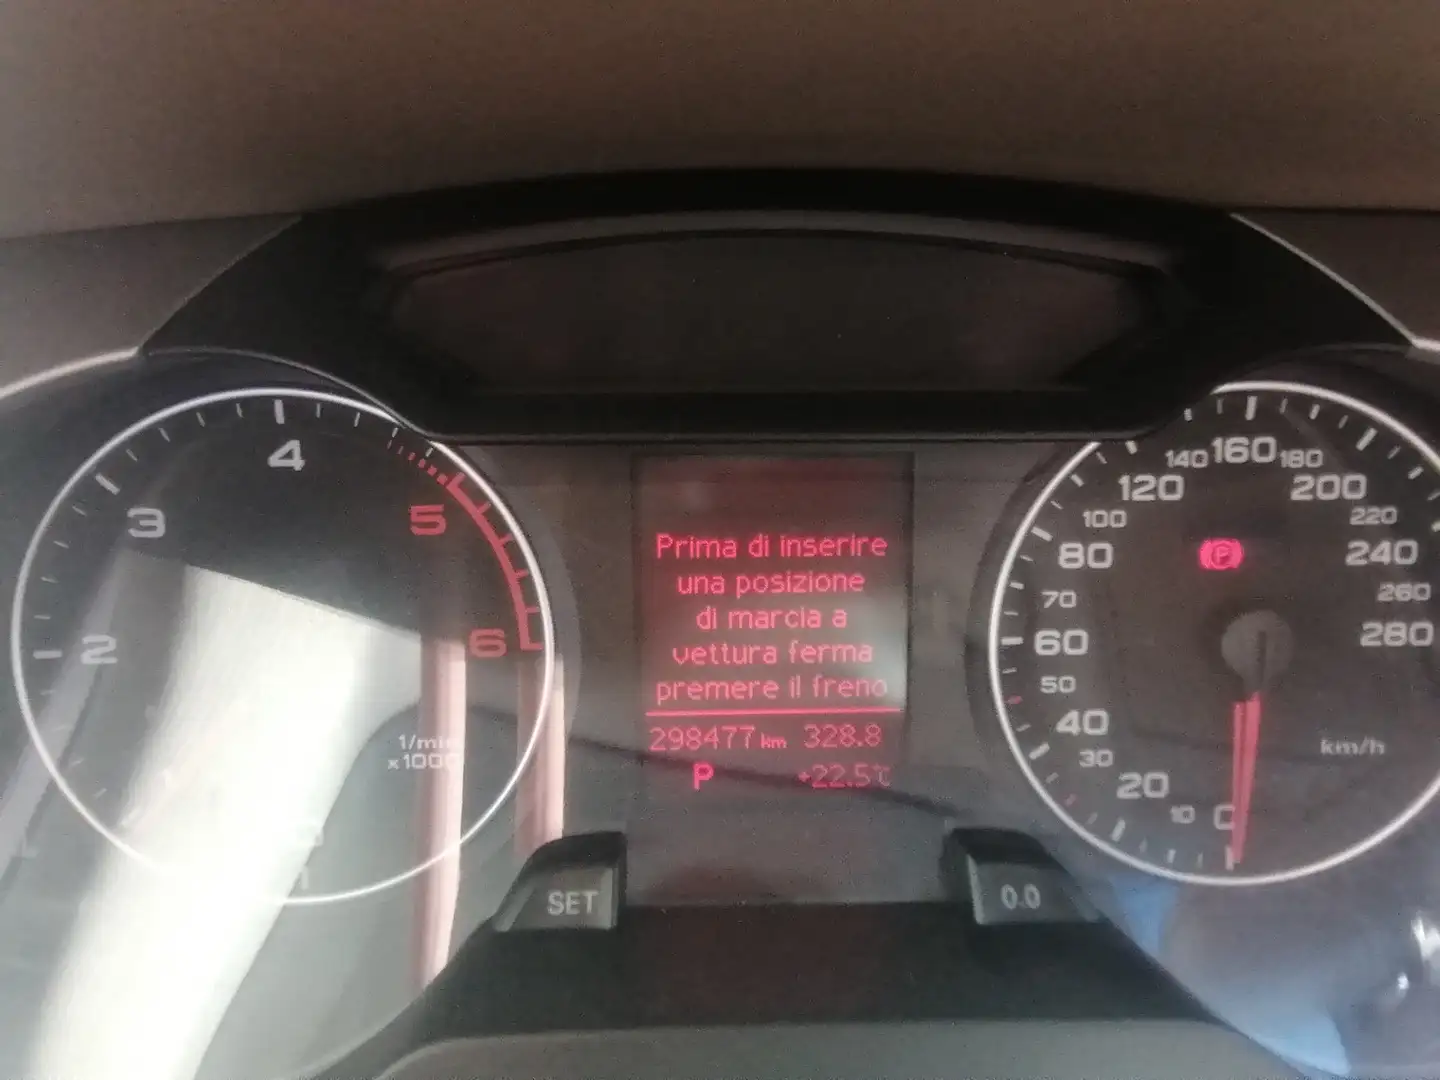 4
3
5
2
6
1/min
x1000
1
Prima di inserire
una posizione
di marcia a
vettura ferma
premere il freno
298477 km 328.8
P +22.5°C
SET
0.0
140 160 180
120 200
100 220
80 (P) 240
70 260
60 280
50
40
30 km/h
20
10 0